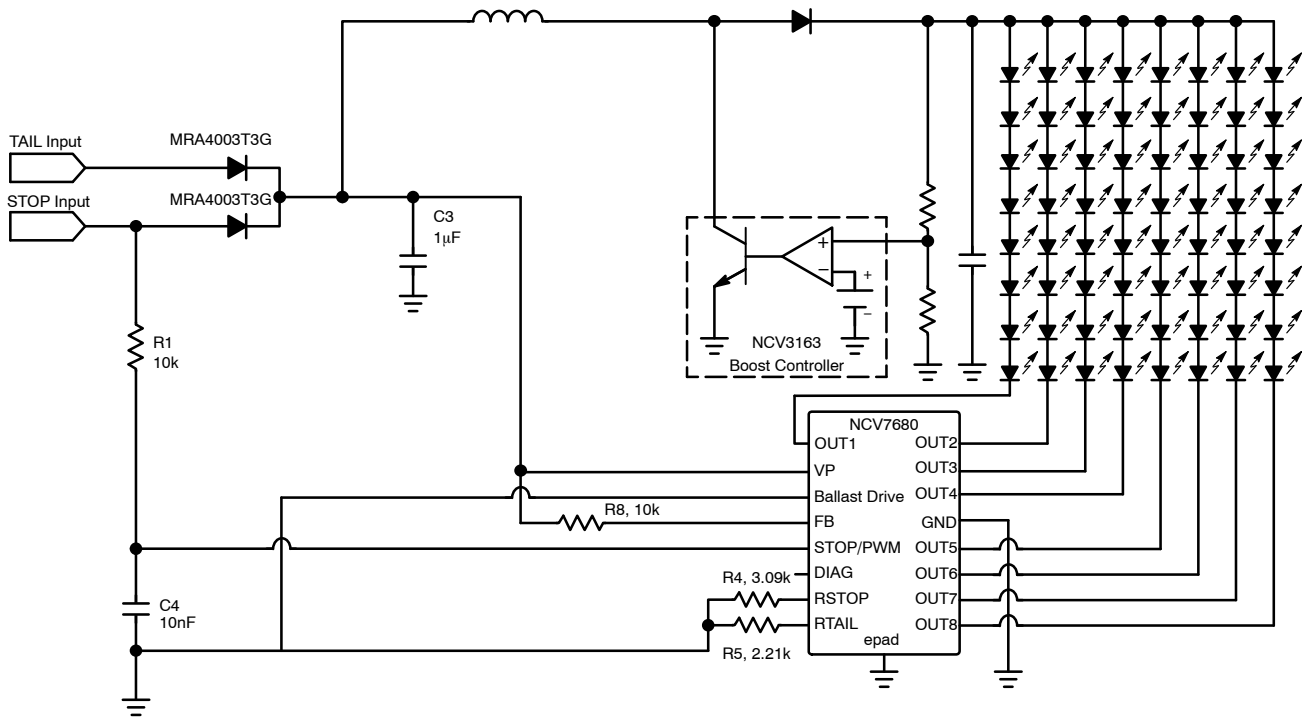 TAIL Input
MRA4003T3G
STOP Input
MRA4003T3G
C3
1μF
R1
10k
+
−
+
−
NCV3163
Boost Controller
NCV7680
OUT1
OUT2
VP
OUT3
Ballast Drive
OUT4
R8, 10k
FB
GND
STOP/PWM
OUT5
R4, 3.09k
DIAG
OUT6
RSTOP
OUT7
RTAIL
OUT8
R5, 2.21k
epad
C4
10nF